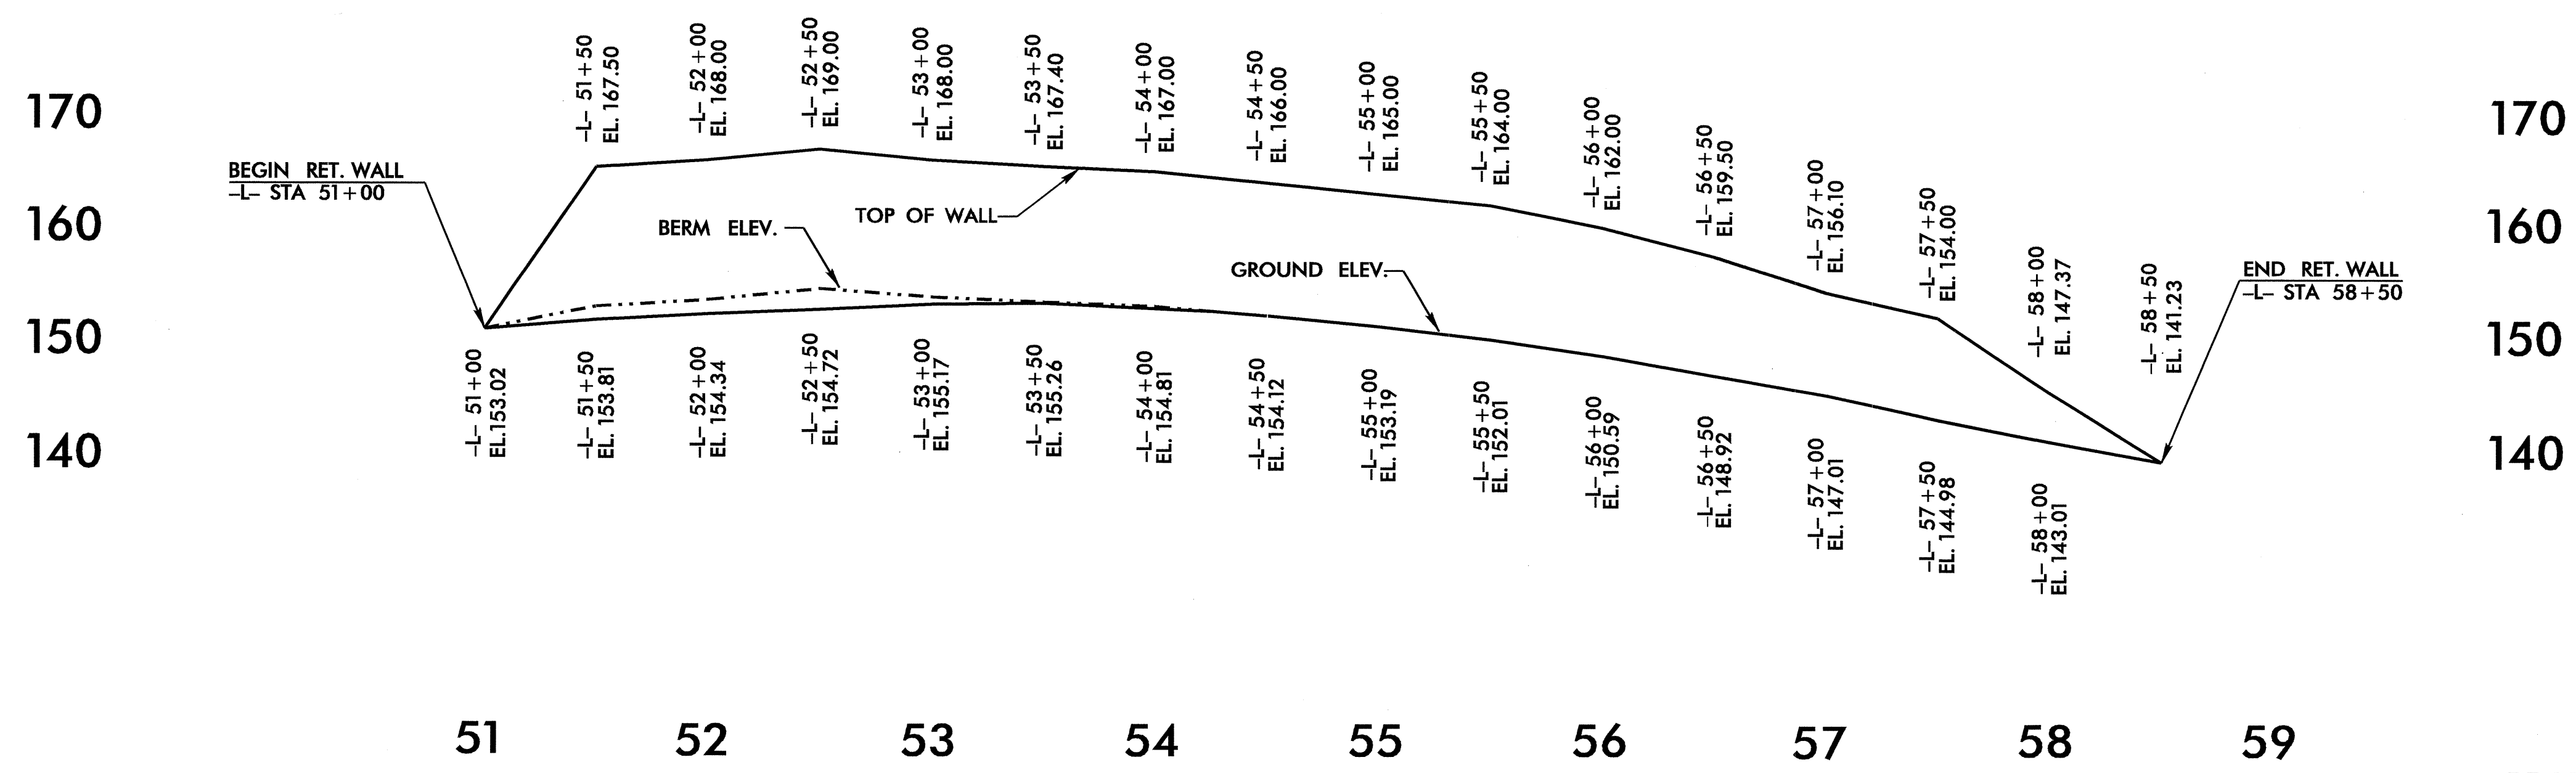 -L- 51+50
EL. 167.50
-L- 52+00
EL. 168.00
-L- 52+50
EL. 169.00
-L- 53+00
EL. 168.00
-L- 53+50
EL. 167.40
-L- 54+00
EL. 167.00
-L- 54+50
EL. 166.00
-L- 55+00
EL. 165.00
-L- 55+50
EL. 164.00
-L- 56+00
EL. 162.00
-L- 56+50
EL. 159.50
-L- 57+00
EL. 156.10
-L- 57+50
EL. 154.00
-L- 58+00
EL. 147.37
-L- 58+50
EL. 141.23
170
170
BEGIN RET. WALL
-L- STA 51+00
160
160
TOP OF WALL
BERM ELEV.
GROUND ELEV.
END RET. WALL
-L- STA 58+50
150
150
140
140
-L- 51+00
EL.153.02
-L- 51+50
EL. 153.81
-L- 52+00
EL. 154.34
-L- 52+50
EL. 154.72
-L- 53+00
EL. 155.17
-L- 53+50
EL. 155.26
-L- 54+00
EL. 154.81
-L- 54+50
EL. 154.12
-L- 55+00
EL. 153.19
-L- 55+50
EL. 152.01
-L- 56+00
EL. 150.59
-L- 56+50
EL. 148.92
-L- 57+00
EL. 147.01
-L- 57+50
EL. 144.98
-L- 58+00
EL. 143.01
51 52 53 54 55 56 57 58 59